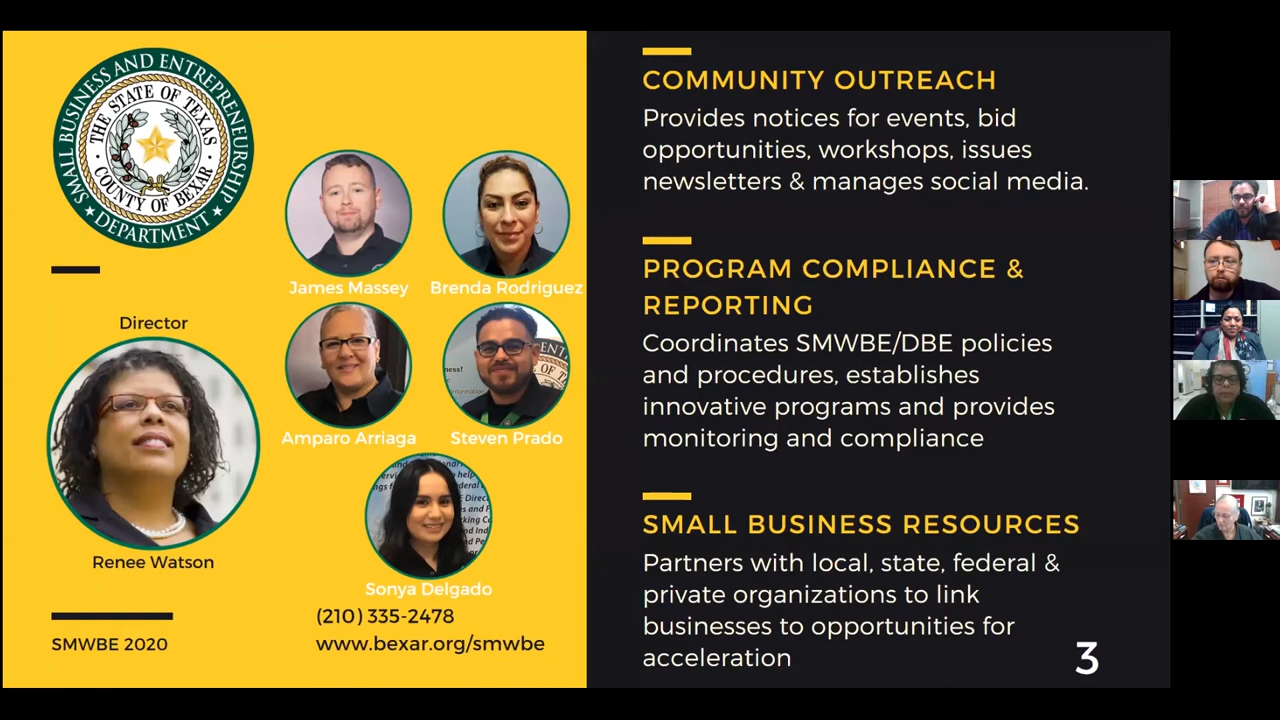 SMALL BUSINESS AND ENTREPRENEURSHIP
DEPARTMENT
THE STATE OF TEXAS
COUNTY OF BEXAR
James Massey
Brenda Rodriguez
Director
Amparo Arriaga
Steven Prado
Renee Watson
Sonya Delgado
SMWBE 2020
(210) 335-2478
www.bexar.org/smwbe
COMMUNITY OUTREACH
Provides notices for events, bid
opportunities, workshops, issues
newsletters & manages social media.
PROGRAM COMPLIANCE &
REPORTING
Coordinates SMWBE/DBE policies
and procedures, establishes
innovative programs and provides
monitoring and compliance
SMALL BUSINESS RESOURCES
Partners with local, state, federal &
private organizations to link
businesses to opportunities for
acceleration
3